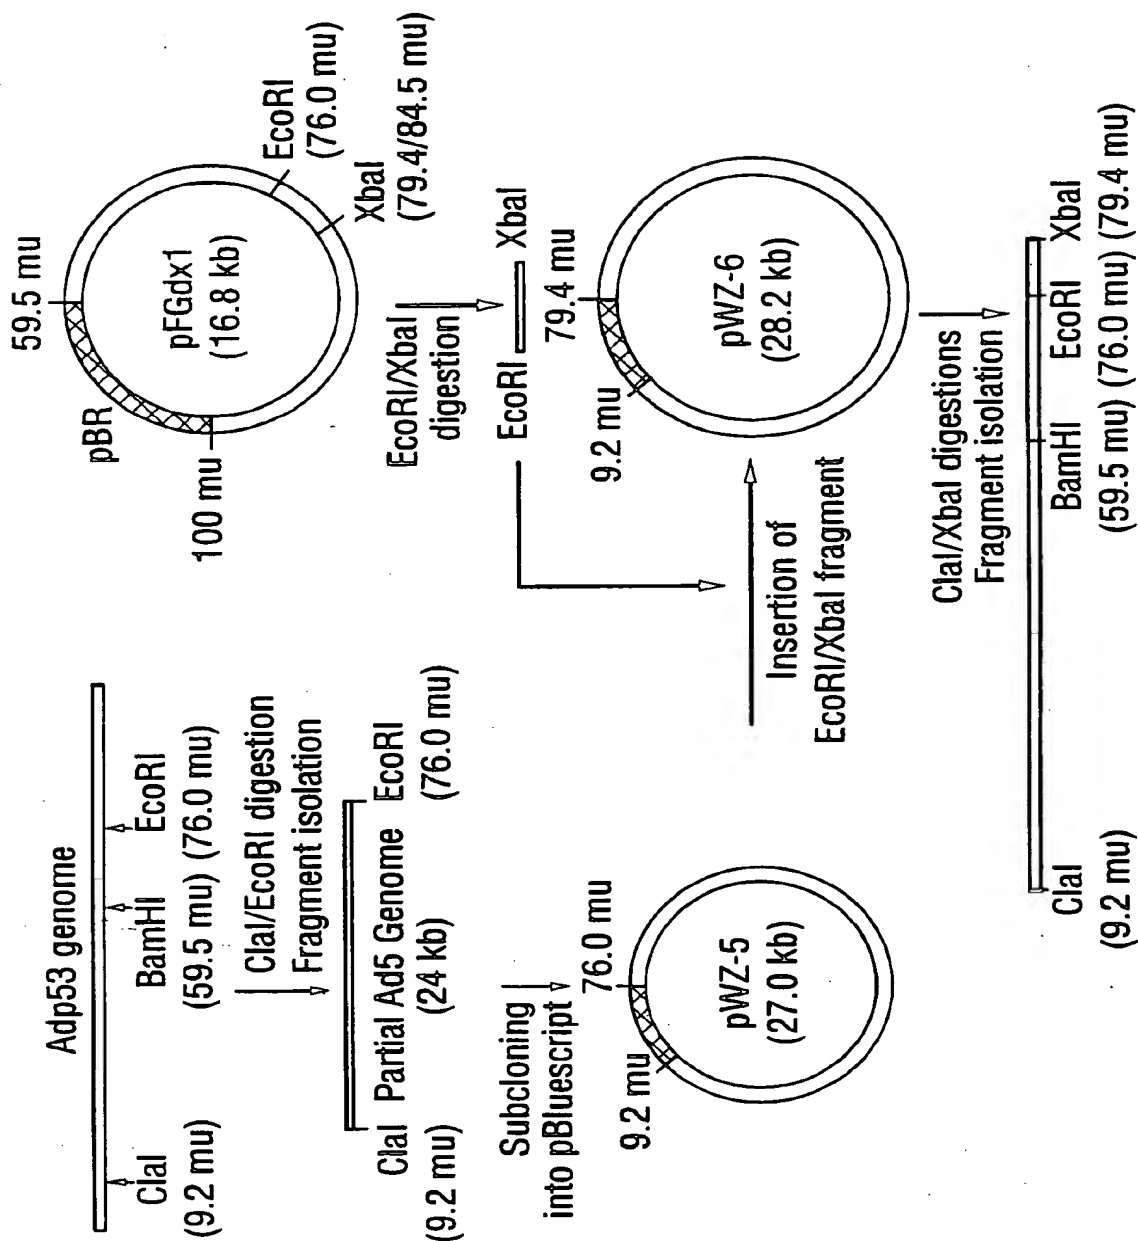 Adp53 genome
ClaI
(9.2 mu)
BamHI
(59.5 mu)
EcoRI
(76.0 mu)
ClaI/EcoRI digestion
Fragment isolation
ClaI
(9.2 mu)
Partial Ad5 Genome
(24 kb)
EcoRI
(76.0 mu)
Subcloning
into pBluescript
9.2 mu
76.0 mu
pWZ-5
(27.0 kb)
59.5 mu
pBR
100 mu
pFGdx1
(16.8 kb)
EcoRI
(76.0 mu)
XbaI
(79.4/84.5 mu)
EcoRI/XbaI
digestion
EcoRI
XbaI
Insertion of
EcoRI/XbaI fragment
79.4 mu
9.2 mu
pWZ-6
(28.2 kb)
ClaI/XbaI digestions
Fragment isolation
ClaI
(9.2 mu)
BamHI
(59.5 mu)
EcoRI
(76.0 mu)
XbaI
(79.4 mu)